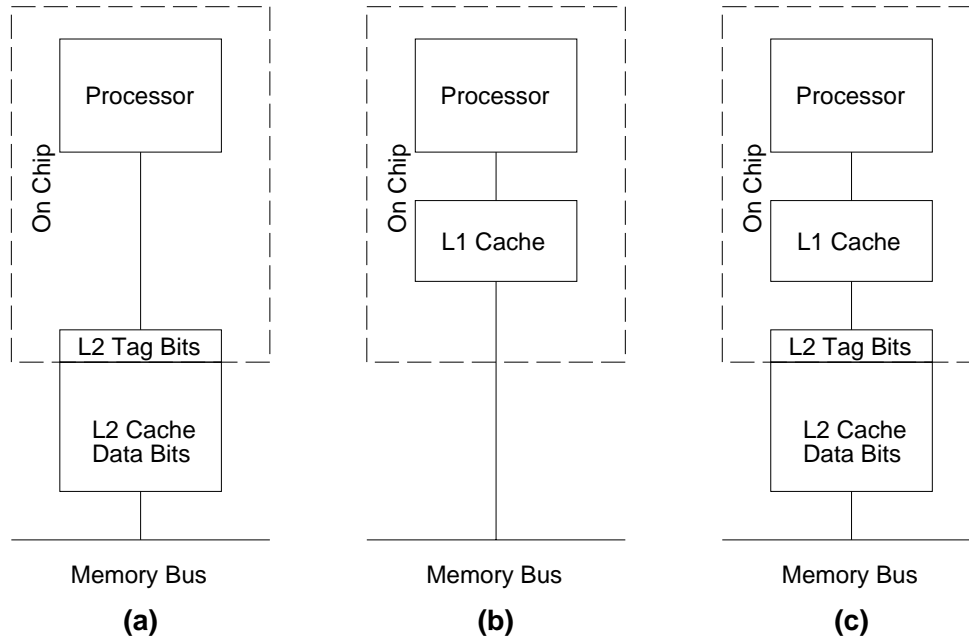 Processor
On Chip
L2 Tag Bits
L2 Cache
Data Bits
Memory Bus
(a)
Processor
On Chip
L1 Cache
Memory Bus
(b)
Processor
On Chip
L1 Cache
L2 Tag Bits
L2 Cache
Data Bits
Memory Bus
(c)